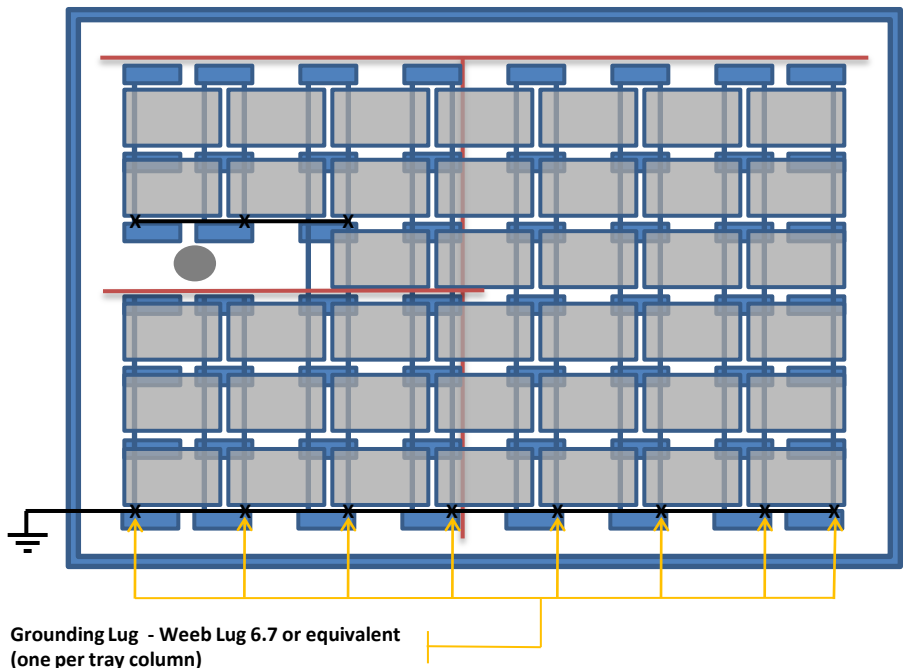 Grounding Lug - Weeb Lug 6.7 or equivalent
(one per tray column)